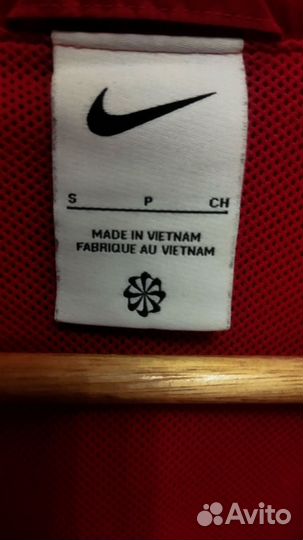 S P CH
MADE IN VIETNAM
FABRIQUE AU VIETNAM
Avito